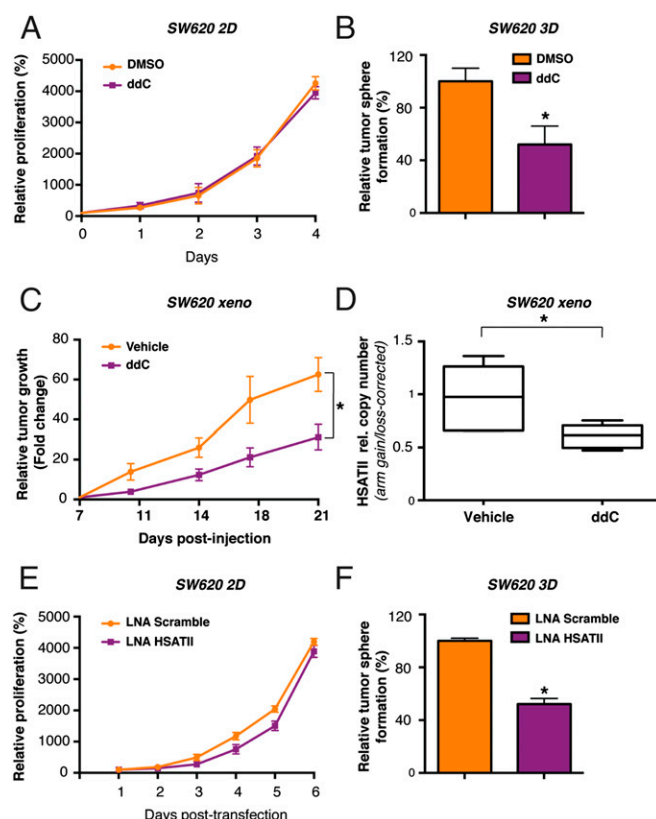 A
SW620 2D
Relative proliferation (%)
5000
4000
3000
2000
1000
0
DMSO
ddC
0 1 2 3 4
Days
B
SW620 3D
Relative tumor sphere
formation (%)
120
80
40
0
DMSO
ddC
*
C
SW620 xeno
Relative tumor growth
(Fold change)
80
60
40
20
0
Vehicle
ddC
*
7 11 14 18 21
Days post-injection
D
SW620 xeno
HSATII rel. copy number
(arm gain/loss-corrected)
1.5
1
0.5
0
*
Vehicle ddC
E
SW620 2D
Relative proliferation (%)
5000
4000
3000
2000
1000
0
LNA Scramble
LNA HSATII
1 2 3 4 5 6
Days post-transfection
F
SW620 3D
Relative tumor sphere
formation (%)
120
80
40
0
LNA Scramble
LNA HSATII
*